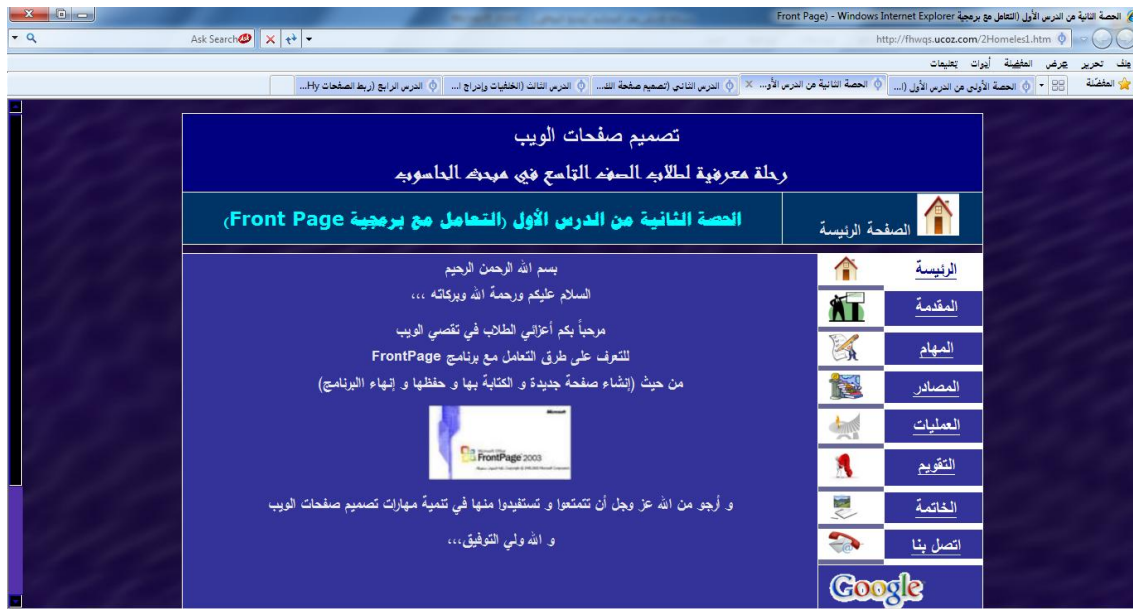 الحصة الثانية من الدرس الأول (التعامل مع برمجية Front Page) - Windows Internet Explorer
http://fhwqs.ucoz.com/2Homeles1.htm
Ask Search
ملف تحرير عرض المفضلة أدوات تعليمات
المفضلة
الحصة الأولى من الدرس الأول (ا...
الحصة الثانية من الدرس الأو...
الدرس الثاني (تصميم صفحة الند...
الدرس الثالث (الخلفيات وإدراج ا...
الدرس الرابع (ربط الصفحات Hy...
تصميم صفحات الويب
رحلة معرفية لطلاب الصف التاسع في مبحث الحاسوب
الصفحة الرئيسة
الحصة الثانية من الدرس الأول (التعامل مع برمجية Front Page)
الرئيسة
المقدمة
المهام
المصادر
العمليات
التقويم
الخاتمة
اتصل بنا
Google
بسم الله الرحمن الرحيم
السلام عليكم ورحمة الله وبركاته ،،،
مرحباً بكم أعزائي الطلاب في تقصي الويب
للتعرف على طرق التعامل مع برنامج FrontPage
من حيث (إنشاء صفحة جديدة و الكتابة بها و حفظها و إنهاء االبرنامج)
Microsoft
Microsoft Office
FrontPage 2003
و أرجو من الله عز وجل أن تتمتعوا و تستفيدوا منها في تنمية مهارات تصميم صفحات الويب
و الله ولي التوفيق،،،